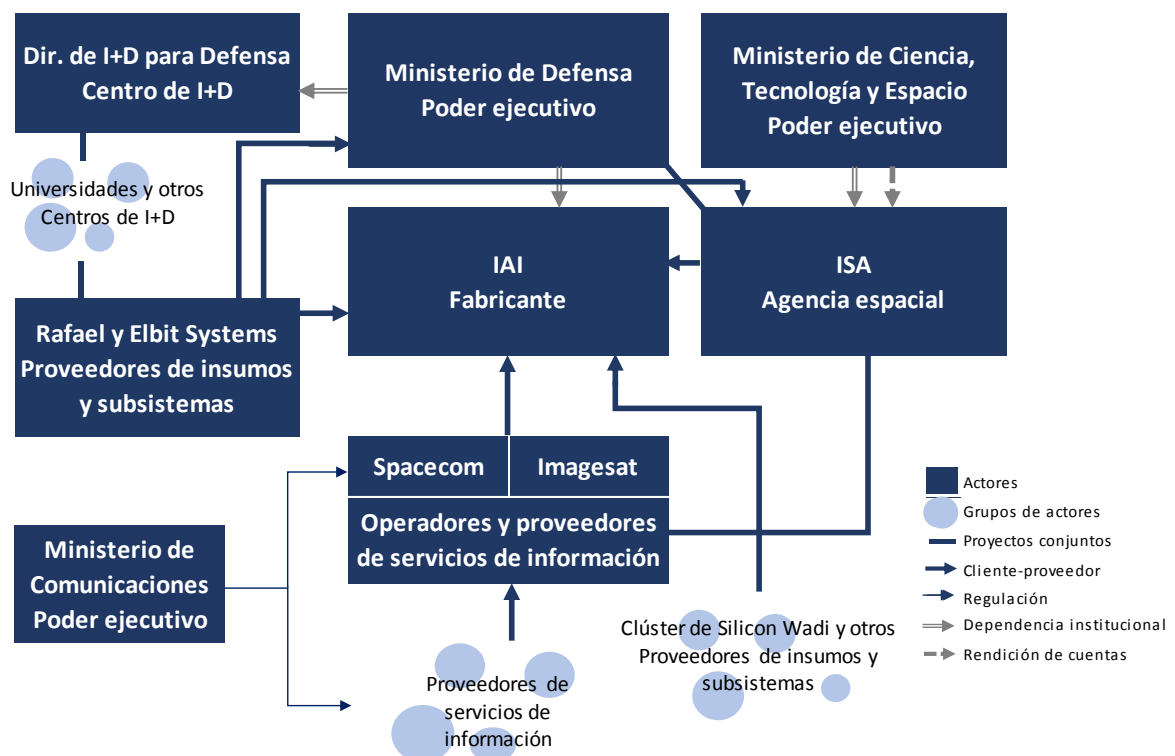 Dir. de I+D para Defensa
Centro de I+D
Ministerio de Defensa
Poder ejecutivo
Ministerio de Ciencia,
Tecnología y Espacio
Poder ejecutivo
Universidades y otros
Centros de I+D
IAI
Fabricante
ISA
Agencia espacial
Rafael y Elbit Systems
Proveedores de insumos
y subsistemas
Spacecom
Imagesat
Operadores y proveedores
de servicios de información
Ministerio de
Comunicaciones
Poder ejecutivo
Proveedores de
servicios de
información
Clúster de Silicon Wadi y otros
Proveedores de insumos y
subsistemas
Actores
Grupos de actores
Proyectos conjuntos
Cliente-proveedor
Regulación
Dependencia institucional
Rendición de cuentas